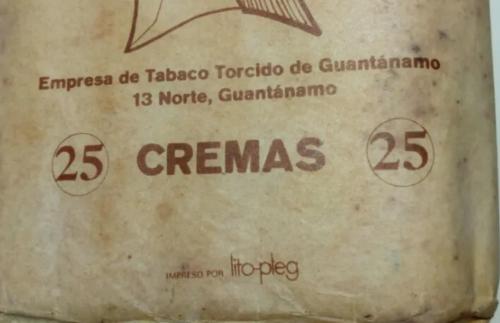 Empresa de Tabaco Torcido de Guantánamo
13 Norte, Guantánamo
25 CREMAS 25
IMPRESO POR lito-pleg